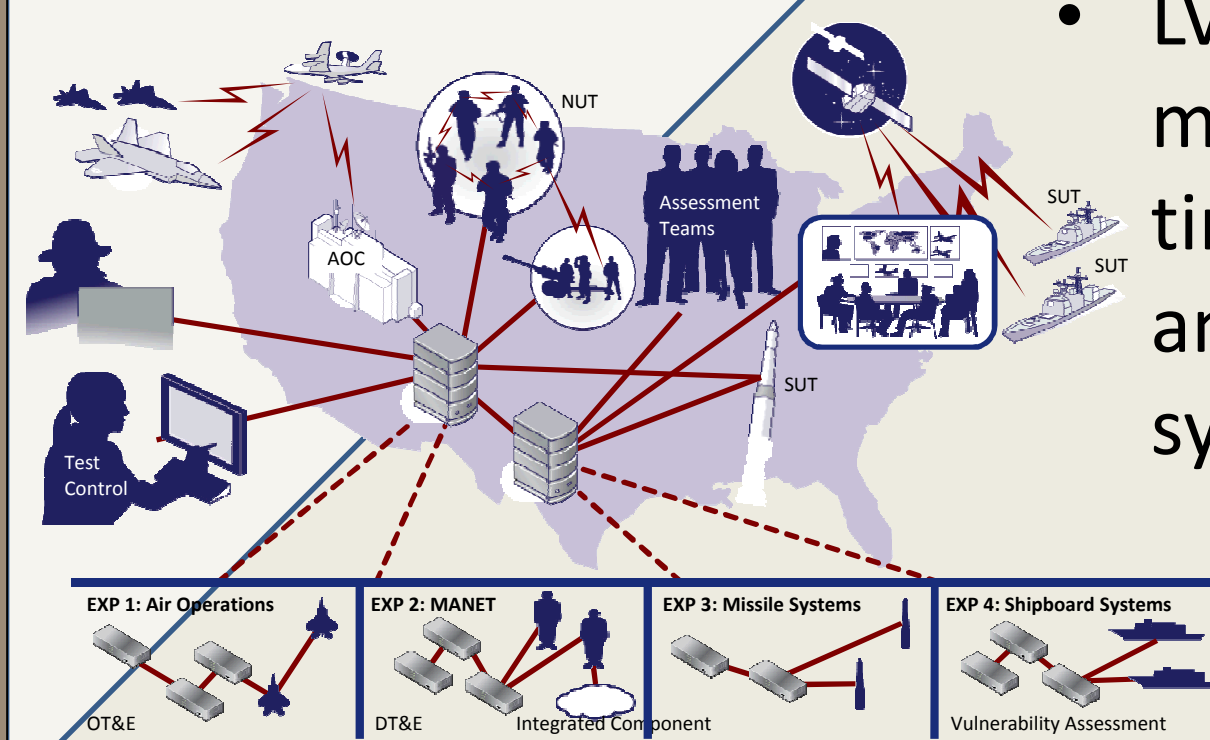 NUT
Assessment
Teams
AOC
SUT
SUT
SUT
Test
Control
EXP 1: Air Operations
OT&E
EXP 2: MANET
DT&E
Integrated Component
EXP 3: Missile Systems
EXP 4: Shipboard Systems
Vulnerability Assessment